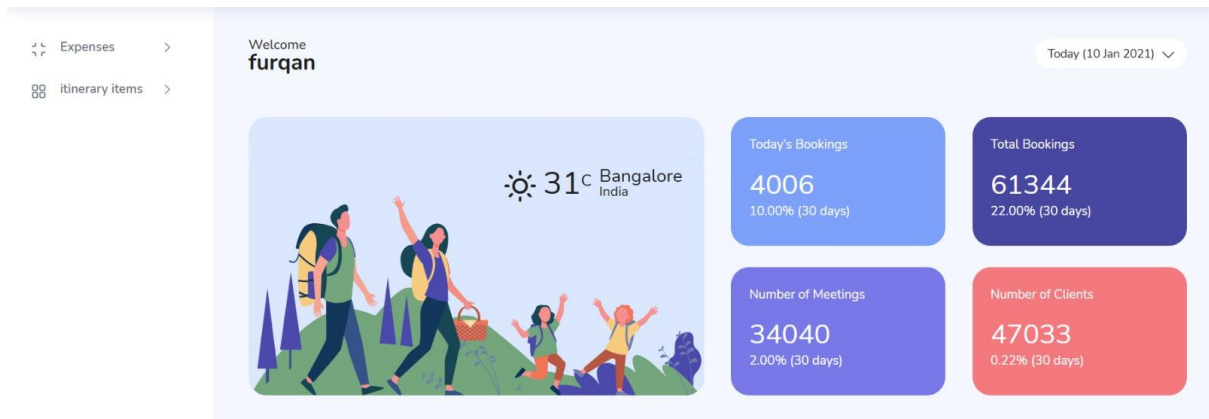 Expenses
itinerary items
Welcome
furqan
Today (10 Jan 2021)
31C Bangalore
India
Today's Bookings
4006
10.00% (30 days)
Total Bookings
61344
22.00% (30 days)
Number of Meetings
34040
2.00% (30 days)
Number of Clients
47033
0.22% (30 days)